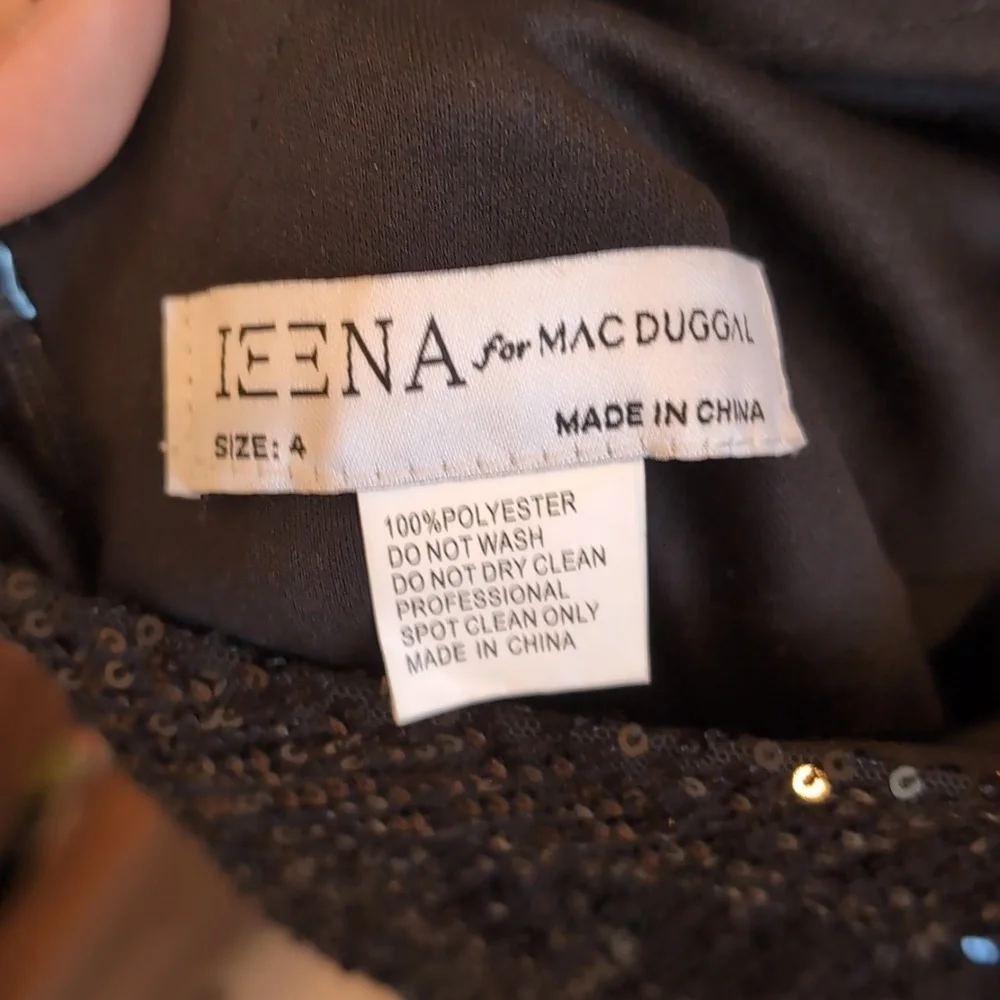 IEENA for MAC DUGGAL
SIZE: 4
MADE IN CHINA
100%POLYESTER
DO NOT WASH
DO NOT DRY CLEAN
PROFESSIONAL
SPOT CLEAN ONLY
MADE IN CHINA